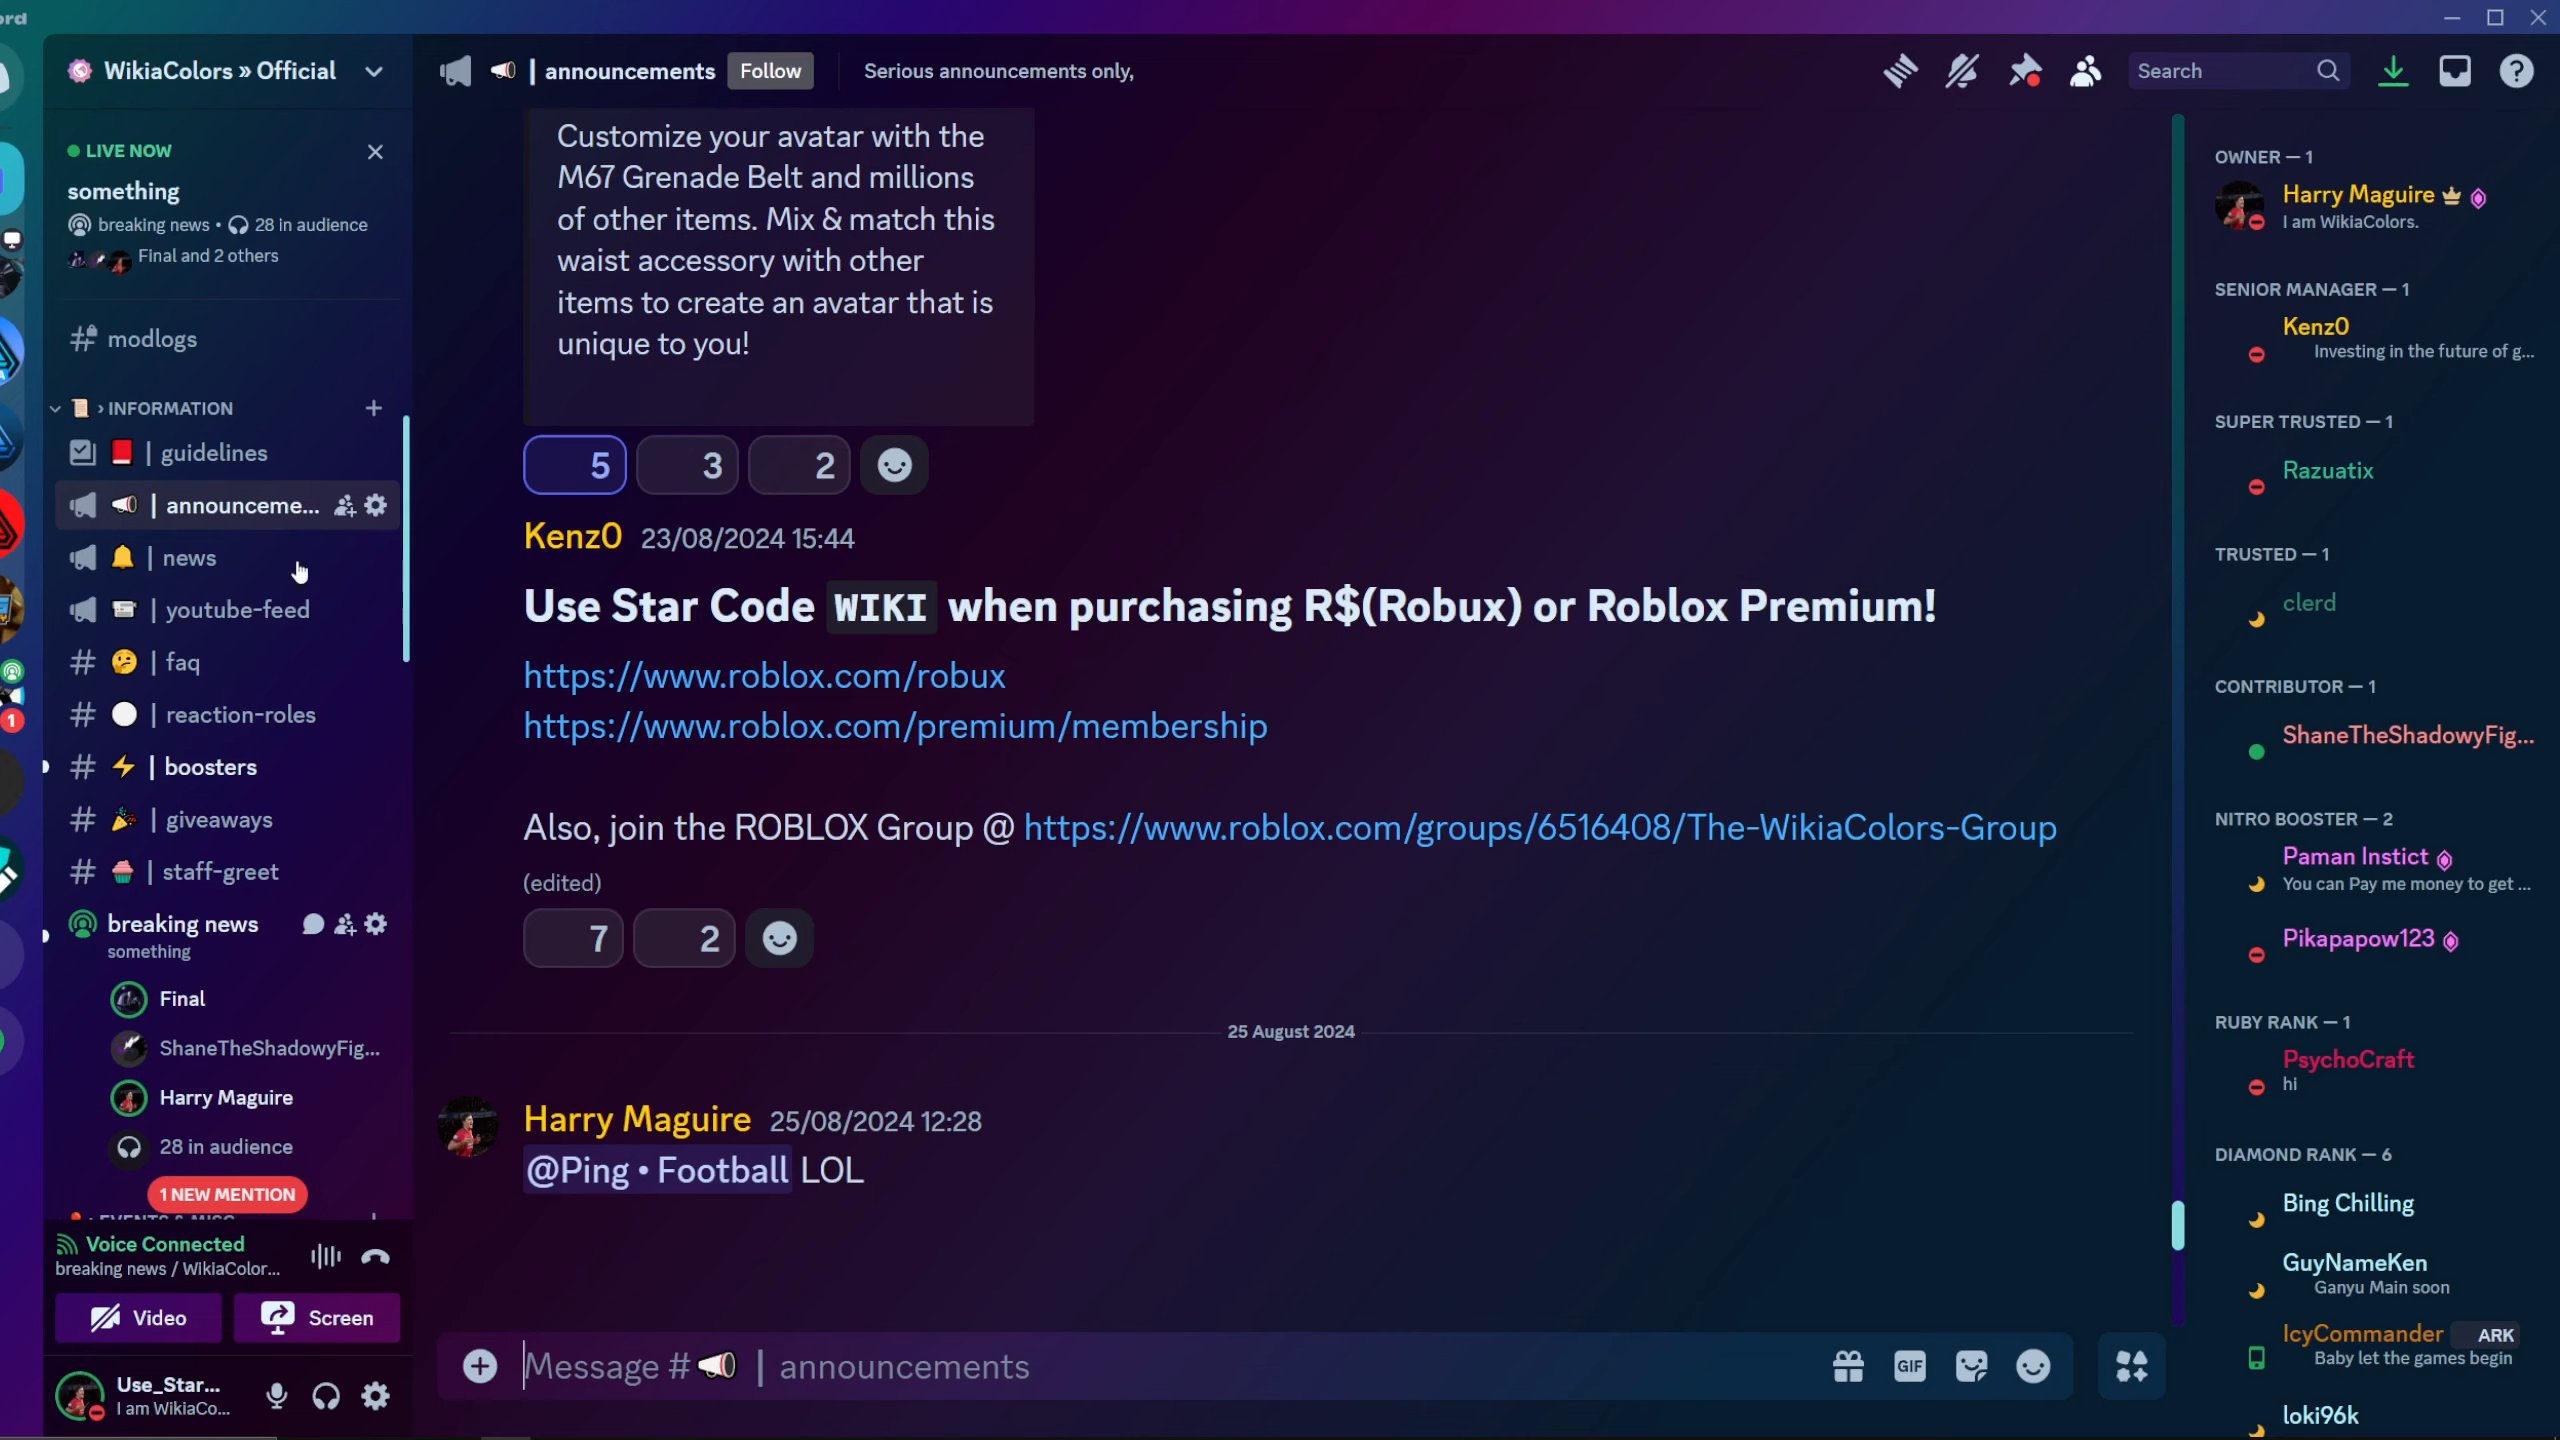 ord
WikiaColors » Official
LIVE NOW
something
breaking news • 28 in audience
Final and 2 others
modlogs
› INFORMATION
| guidelines
| announceme...
| news
| youtube-feed
| faq
| reaction-roles
| boosters
| giveaways
| staff-greet
breaking news
something
Final
ShaneTheShadowyFig...
Harry Maguire
28 in audience
1 NEW MENTION
1
Voice Connected
breaking news / WikiaColor...
Video
Screen
Use_Star...
I am WikiaCo...
| announcements
Follow
Serious announcements only,
Search
Customize your avatar with the
M67 Grenade Belt and millions
of other items. Mix & match this
waist accessory with other
items to create an avatar that is
unique to you!
5 3 2
Kenz0 23/08/2024 15:44
Use Star Code WIKI when purchasing R$(Robux) or Roblox Premium!
https://www.roblox.com/robux
https://www.roblox.com/premium/membership
Also, join the ROBLOX Group @ https://www.roblox.com/groups/6516408/The-WikiaColors-Group
(edited)
7 2
25 August 2024
Harry Maguire 25/08/2024 12:28
@Ping • Football LOL
Message # | announcements
GIF
OWNER — 1
Harry Maguire
I am WikiaColors.
SENIOR MANAGER — 1
Kenz0
Investing in the future of g...
SUPER TRUSTED — 1
Razuatix
TRUSTED — 1
clerd
CONTRIBUTOR — 1
ShaneTheShadowyFig...
NITRO BOOSTER — 2
Paman Instict
You can Pay me money to get ...
Pikapapow123
RUBY RANK — 1
PsychoCraft
hi
DIAMOND RANK — 6
Bing Chilling
GuyNameKen
Ganyu Main soon
IcyCommander ARK
Baby let the games begin
loki96k